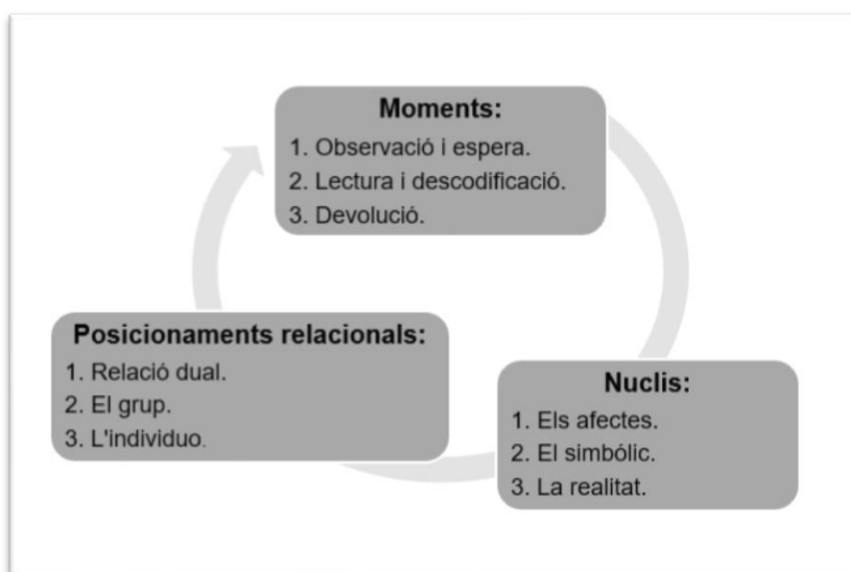 Moments:
1. Observació i espera.
2. Lectura i descodificació.
3. Devolució.
Posicionaments relacionals:
1. Relació dual.
2. El grup.
3. L'individuo.
Nuclis:
1. Els afectes.
2. El simbólic.
3. La realitat.